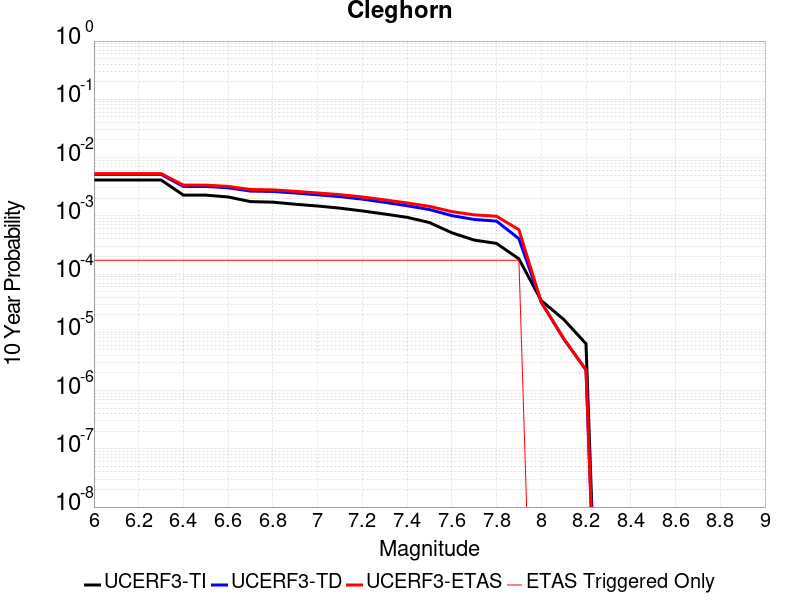 Cleghorn
10 0
10 -1
10 -2
10 -3
10 -4
10 -5
10 -6
10 -7
10 -8
10 Year Probability
6 6.2 6.4 6.6 6.8 7 7.2 7.4 7.6 7.8 8 8.2 8.4 8.6 8.8 9
Magnitude
UCERF3-TI UCERF3-TD UCERF3-ETAS ETAS Triggered Only